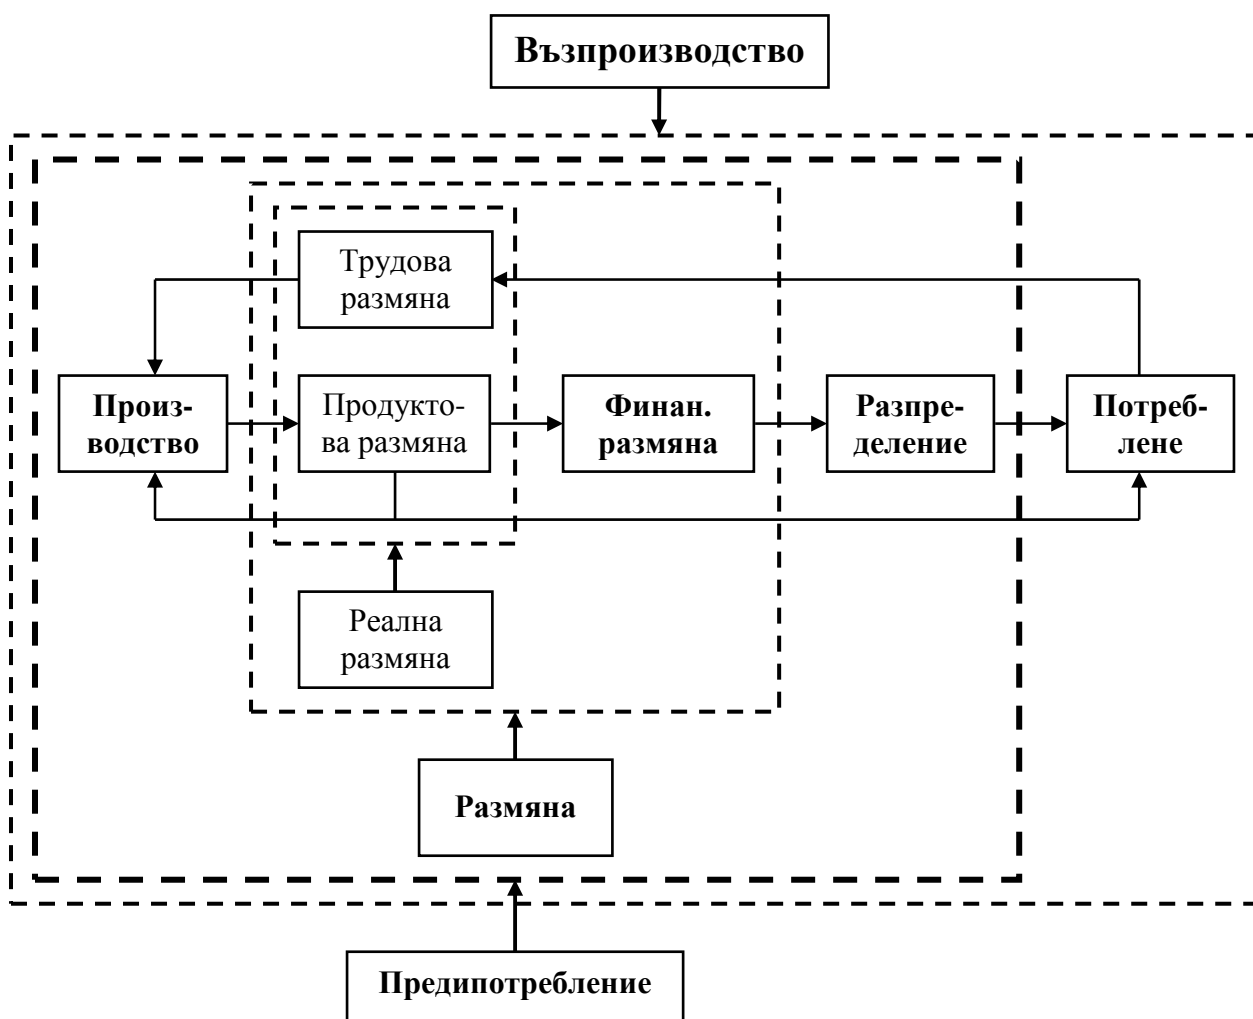 Възпроизводство
Трудова
размяна
Произ-
водство
Продукто-
ва размяна
Финан.
размяна
Разпре-
деление
Потреб-
лене
Реална
размяна
Размяна
Предипотребление